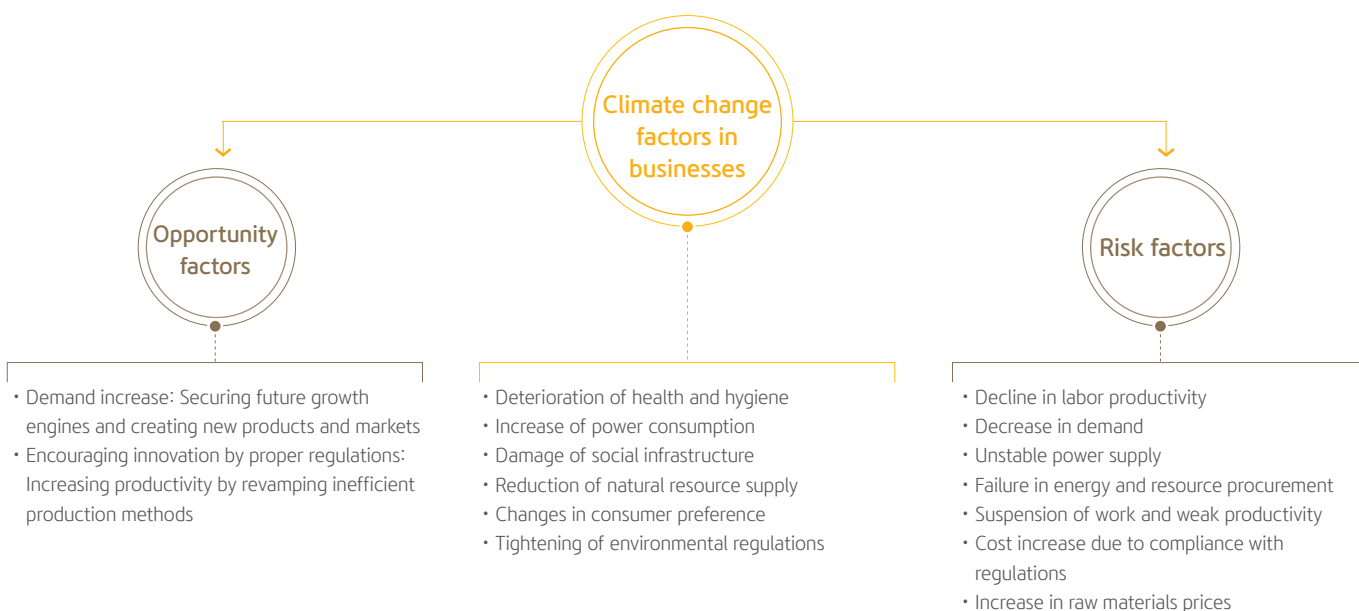 Climate change
factors in
businesses
Opportunity
factors
Risk factors
• Demand increase: Securing future growth
engines and creating new products and markets
• Encouraging innovation by proper regulations:
Increasing productivity by revamping inefficient
production methods
• Deterioration of health and hygiene
• Increase of power consumption
• Damage of social infrastructure
• Reduction of natural resource supply
• Changes in consumer preference
• Tightening of environmental regulations
• Decline in labor productivity
• Decrease in demand
• Unstable power supply
• Failure in energy and resource procurement
• Suspension of work and weak productivity
• Cost increase due to compliance with
regulations
• Increase in raw materials prices